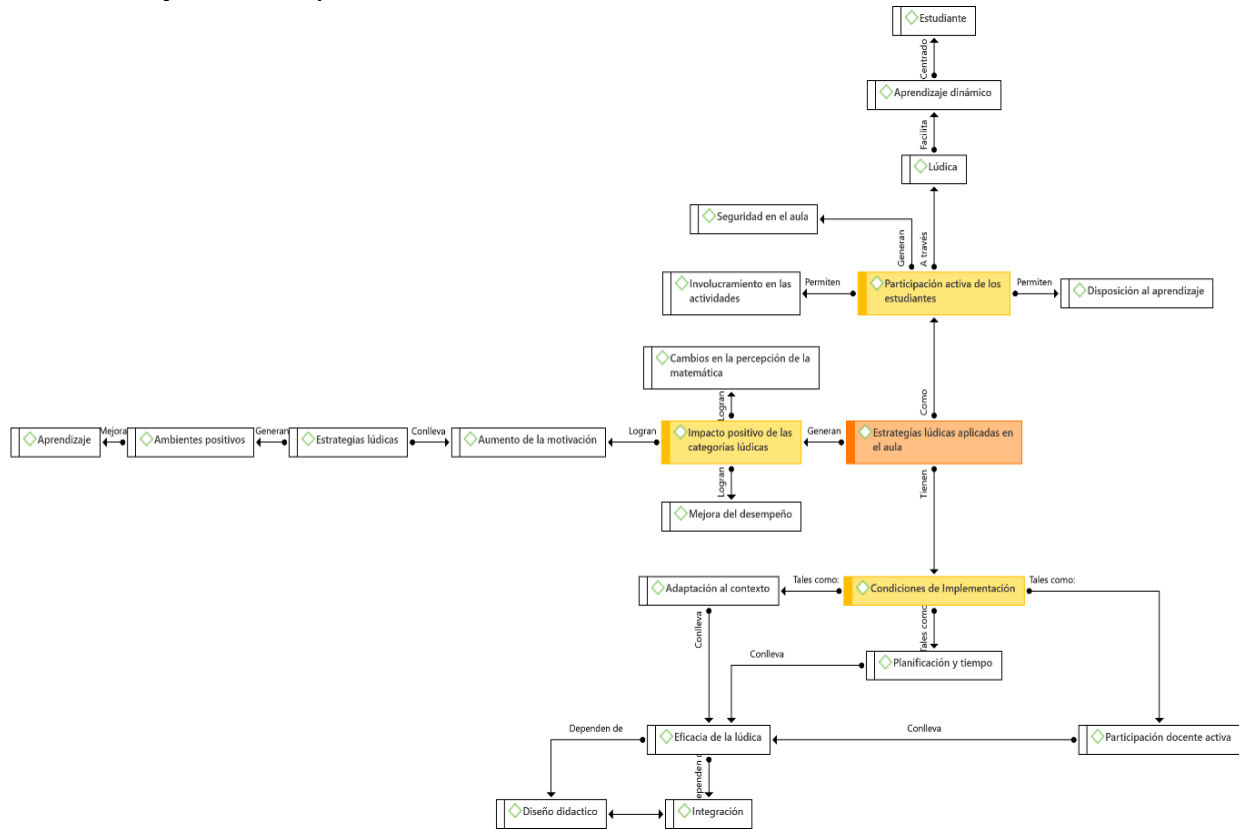 Estudiante
Centrado
Aprendizaje dinámico
Facilita
Lúdica
Seguridad en el aula
Generan
A través
Involucramiento en las
actividades
Permiten
Participación activa de los
estudiantes
Permiten
Disposición al aprendizaje
Cambios en la percepción de la
matemática
Logran
Como
Aprendizaje
Mejora
Ambientes positivos
Generan
Estrategias lúdicas
Conlleva
Aumento de la motivación
Logran
Impacto positivo de las
categorías lúdicas
Generan
Estrategías lúdicas aplicadas en
el aula
Logran
Tienen
Mejora del desempeño
Adaptación al contexto
Tales como:
Condiciones de Implementación
Tales como:
Tales como
Conlleva
Conlleva
Planificación y tiempo
Dependen de
Eficacia de la lúdica
Conlleva
Participación docente activa
ependen d
Diseño didactico
Integración